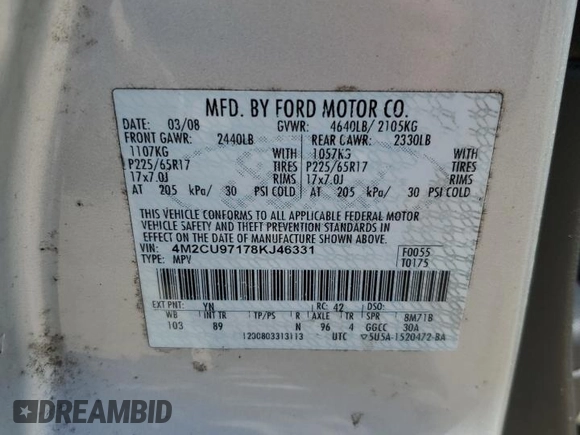 MFD. BY FORD MOTOR CO.
DATE: 03/08 GVWR: 4640LB/ 2105KG
FRONT GAWR: 2440LB REAR GAWR: 2330LB
1107KG WITH 1057KG WITH
P225/65R17 TIRES P225/65R17 TIRES
17x7.0J RIMS 17x7.0J RIMS
AT 205 kPa/ 30 PSI COLD AT 205 kPa/ 30 PSI COLD
THIS VEHICLE CONFORMS TO ALL APPLICABLE FEDERAL MOTOR
VEHICLE SAFETY AND THEFT PREVENTION STANDARDS IN EFFECT
ON THE DATE OF MANUFACTURE SHOWN ABOVE.
VIN: 4M2CU97178KJ46331 F0055
TYPE: MPV T0175
EXT PNT: YN RC: 42 DSO:
WB INT TR TP/PS R AXLE TR SPR 8M71B
103 89 N 96 4 GGCC 30A
1230803313113 UTC 5U5A-1520472-BA
DREAMBID